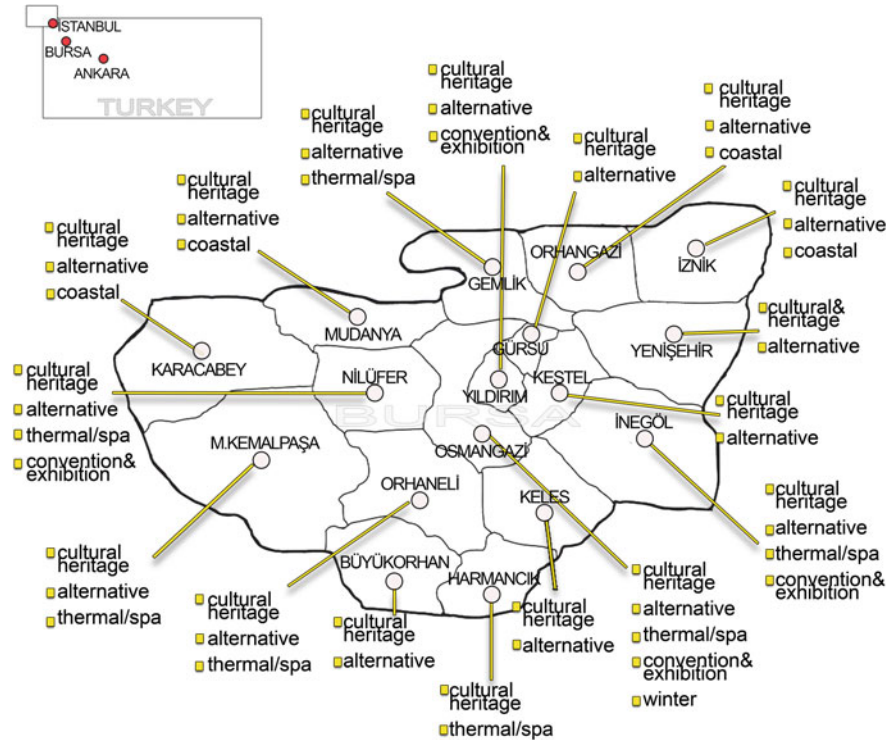 İSTANBUL
BURSA
ANKARA
TURKEY
cultural
heritage
alternative
convention&
exhibition
cultural
heritage
alternative
coastal
cultural
heritage
alternative
thermal/spa
cultural
heritage
alternative
cultural
heritage
alternative
coastal
cultural
heritage
alternative
coastal
cultural
heritage
alternative
coastal
ORHANGAZİ
İZNİK
GEMLİK
MUDANYA
GÜRSU
YENİŞEHİR
cultural&
heritage
alternative
KARACABEY
NİLÜFER
YILDIRIM
KESTEL
cultural
heritage
alternative
thermal/spa
convention&
exhibition
BURSA
İNEGÖL
cultural
heritage
alternative
M.KEMALPAŞA
OSMANGAZİ
ORHANELİ
KELES
cultural
heritage
alternative
thermal/spa
convention&
exhibition
BÜYÜKORHAN
HARMANCIK
cultural
heritage
alternative
thermal/spa
cultural
heritage
alternative
thermal/spa
cultural
heritage
alternative
cultural
heritage
alternative
cultural
heritage
alternative
thermal/spa
convention&
exhibition
winter
cultural
heritage
thermal/spa